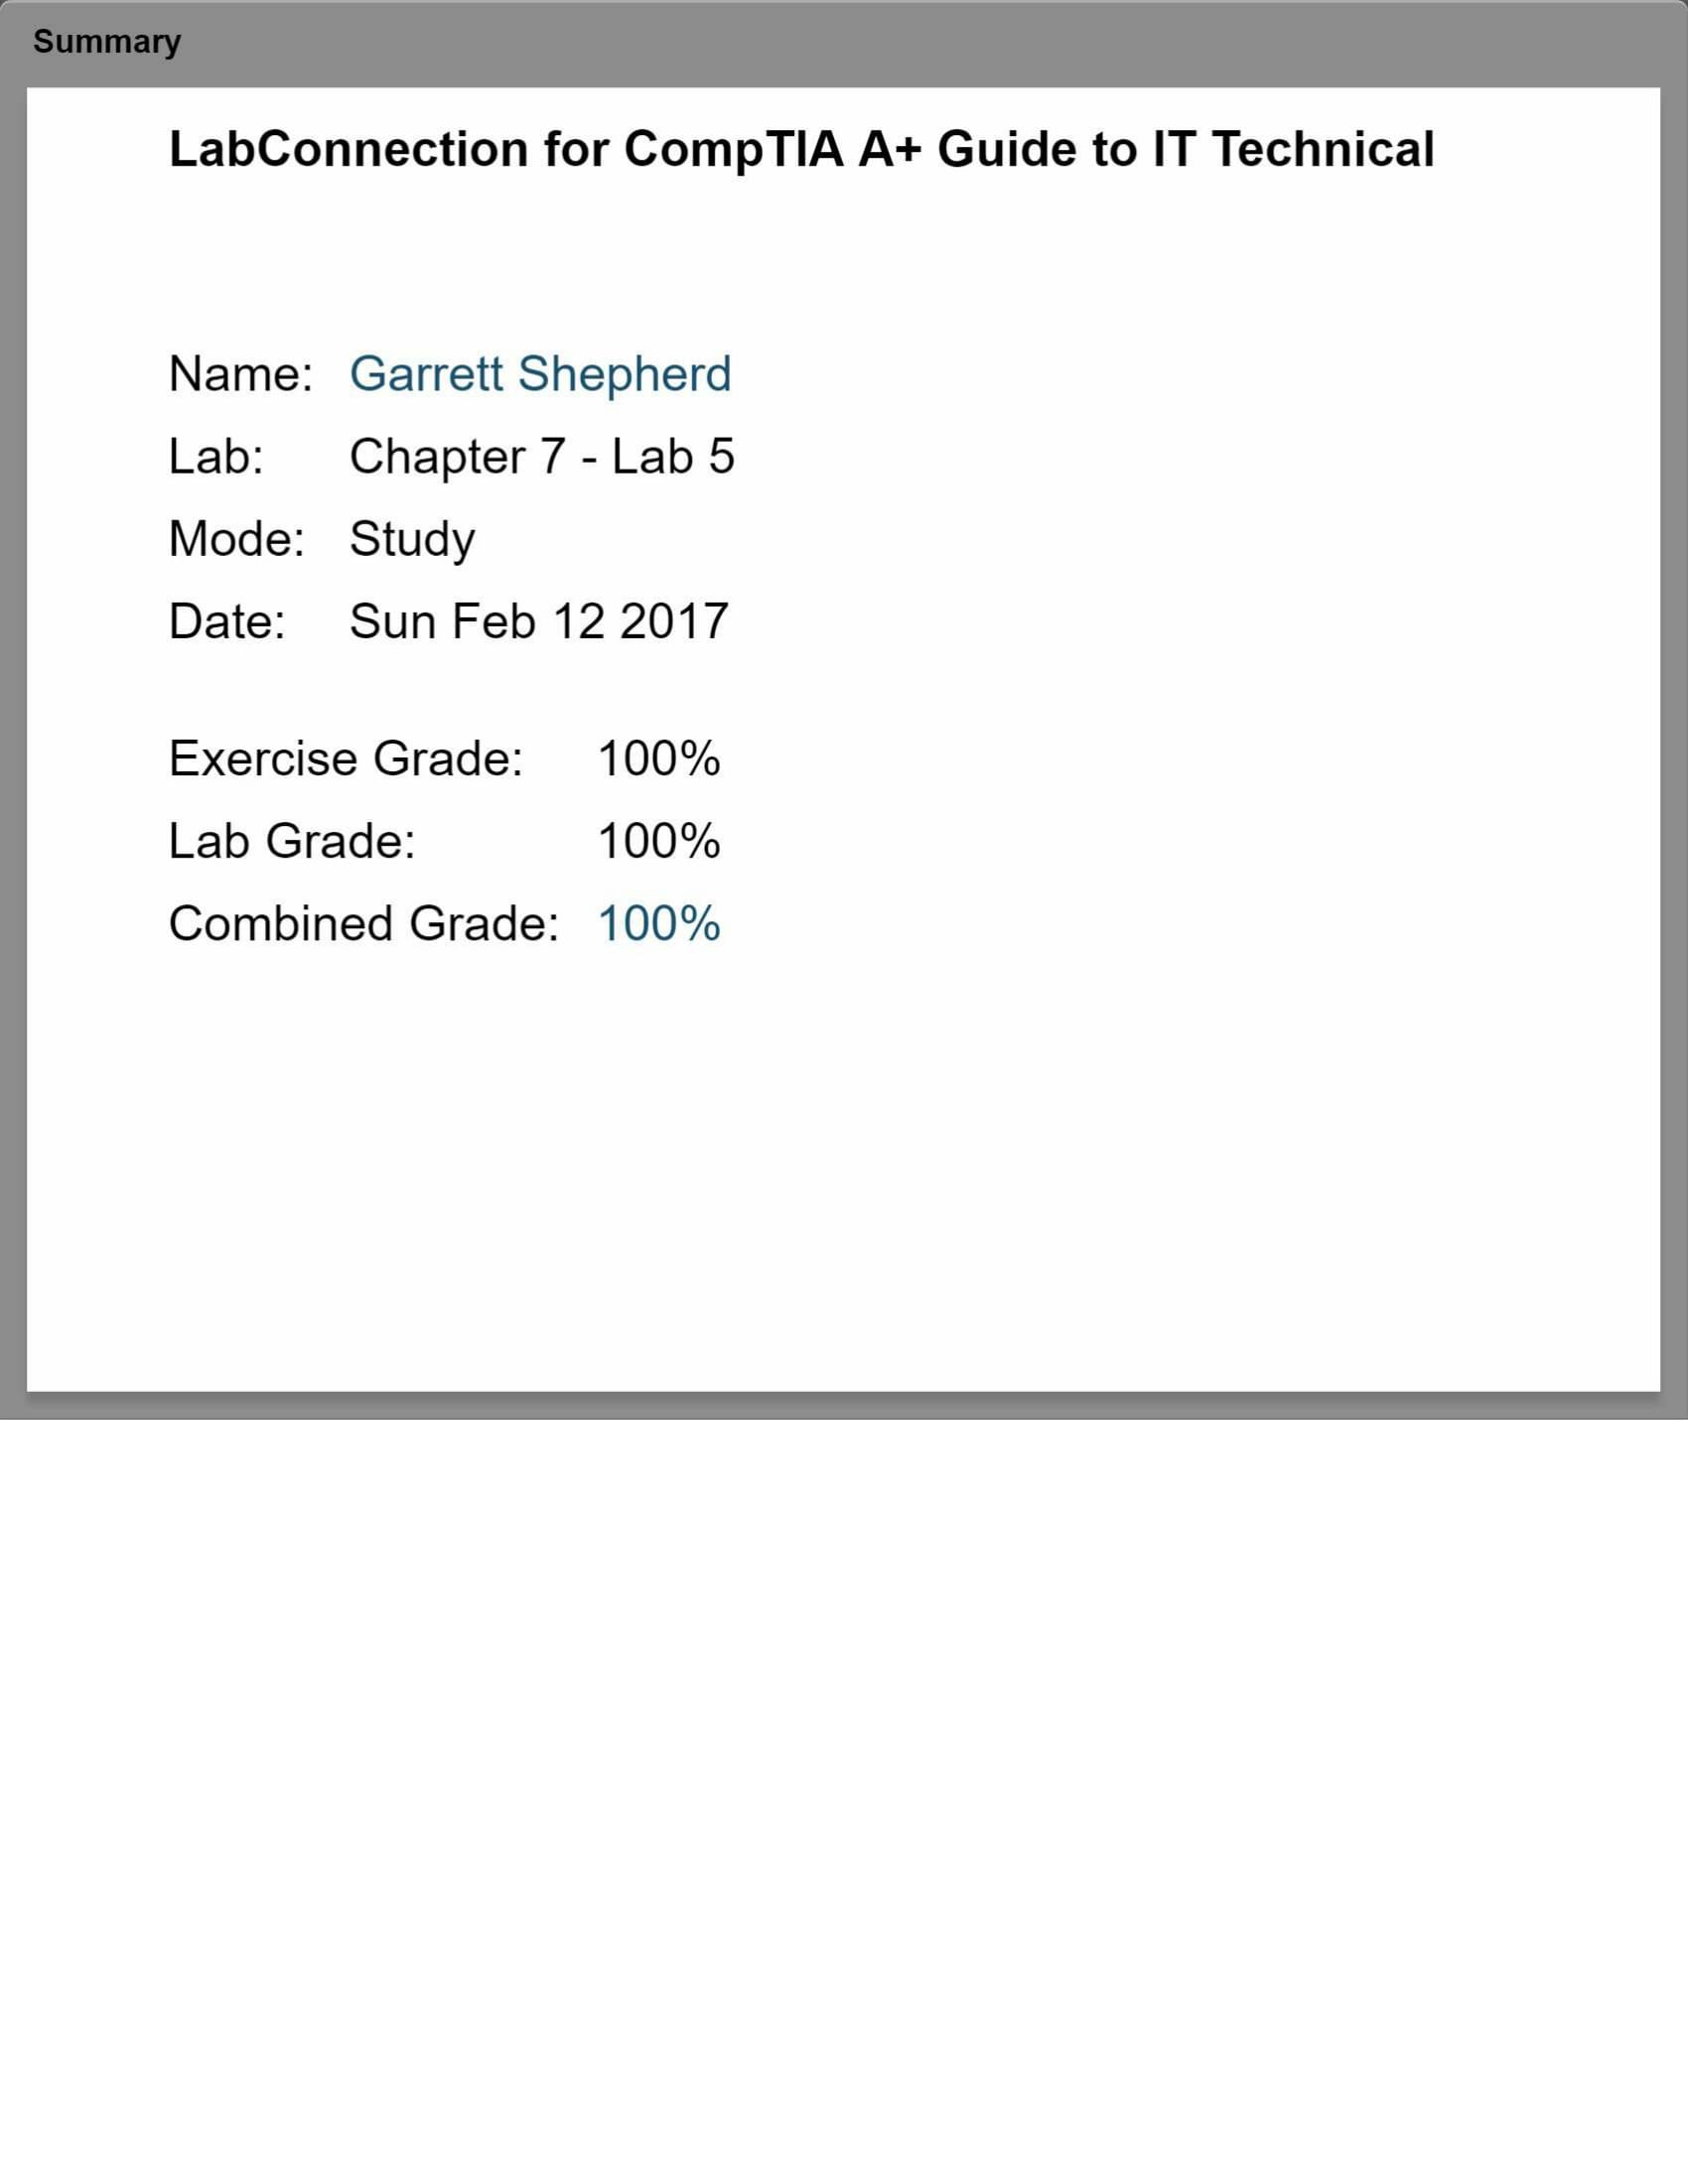 Summary
LabConnection for CompTIA A+ Guide to IT Technical
Name: Garrett Shepherd
Lab: Chapter 7 - Lab 5
Mode: Study
Date: Sun Feb 12 2017
Exercise Grade: 100%
Lab Grade: 100%
Combined Grade: 100%